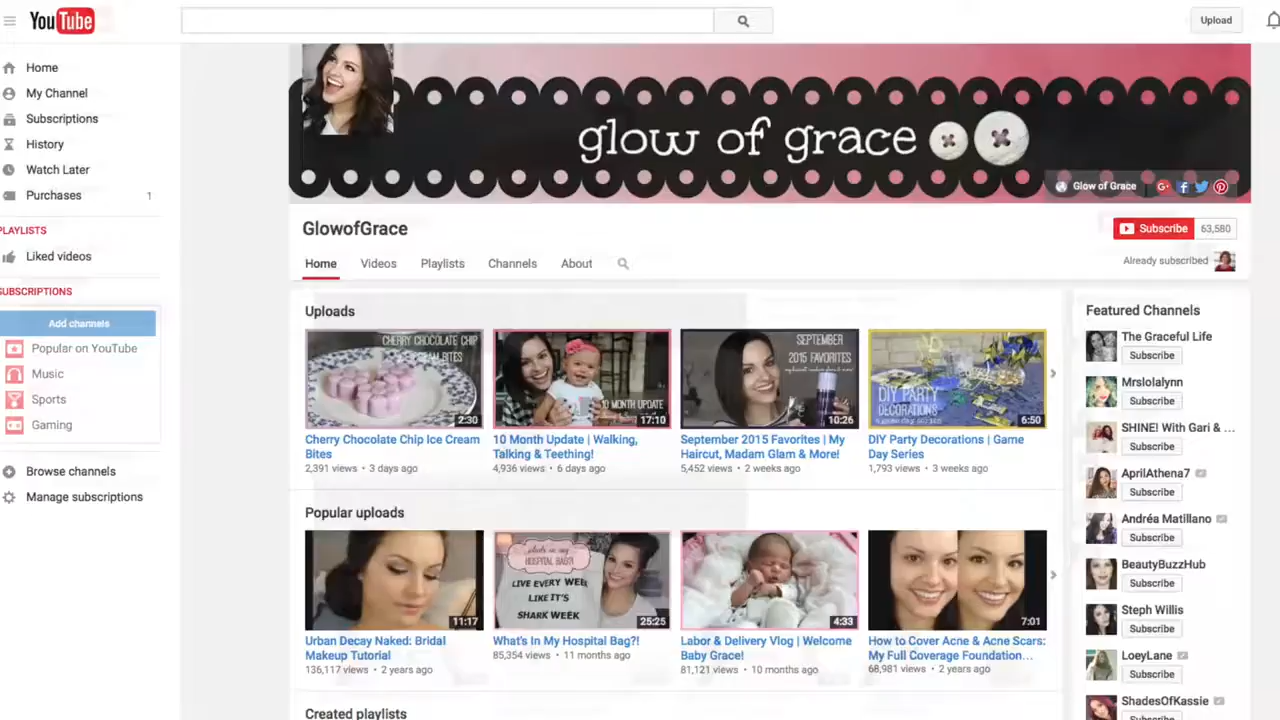 YouTube
Upload
Home
My Channel
Subscriptions
History
Watch Later
Purchases 1
PLAYLISTS
Liked videos
SUBSCRIPTIONS
Add channels
Popular on YouTube
Music
Sports
Gaming
Browse channels
Manage subscriptions
glow of grace
Glow of Grace
GlowofGrace
Subscribe 63,580
Home Videos Playlists Channels About
Already subscribed
Uploads
CHERRY CHOCOLATE CHIP
CREAM BITES
2:30
Cherry Chocolate Chip Ice Cream
Bites
2,391 views • 3 days ago
10 MONTH UPDATE
17:10
10 Month Update | Walking,
Talking & Teething!
4,936 views • 6 days ago
SEPTEMBER
2015 FAVORITES
10:26
September 2015 Favorites | My
Haircut, Madam Glam & More!
5,452 views • 2 weeks ago
DIY PARTY
DECORATIONS
6:50
DIY Party Decorations | Game
Day Series
1,793 views • 3 weeks ago
Popular uploads
11:17
Urban Decay Naked: Bridal
Makeup Tutorial
136,117 views • 2 years ago
what's in my
HOSPITAL BAG?!
LIVE EVERY WEEK
LIKE IT'S
SHARK WEEK
25:25
What's In My Hospital Bag?!
85,354 views • 11 months ago
4:33
Labor & Delivery Vlog | Welcome
Baby Grace!
81,121 views • 10 months ago
7:01
How to Cover Acne & Acne Scars:
My Full Coverage Foundation...
68,981 views • 2 years ago
Created playlists
Featured Channels
The Graceful Life
Subscribe
Mrslolalynn
Subscribe
SHINE! With Gari & ...
Subscribe
AprilAthena7
Subscribe
Andréa Matillano
Subscribe
BeautyBuzzHub
Subscribe
Steph Willis
Subscribe
LoeyLane
Subscribe
ShadesOfKassie
Subscribe